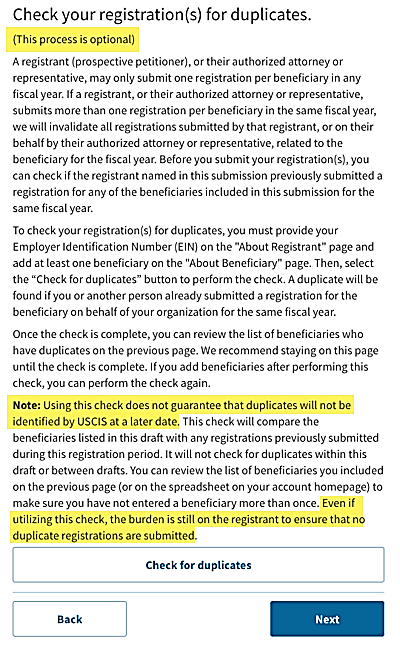 Check your registration(s) for duplicates.
(This process is optional)
A registrant (prospective petitioner), or their authorized attorney or
representative, may only submit one registration per beneficiary in any
fiscal year. If a registrant, or their authorized attorney or representative,
submits more than one registration per beneficiary in the same fiscal year,
we will invalidate all registrations submitted by that registrant, or on their
behalf by their authorized attorney or representative, related to the
beneficiary for the fiscal year. Before you submit your registration(s), you
can check if the registrant named in this submission previously submitted a
registration for any of the beneficiaries included in this submission for the
same fiscal year.
To check your registration(s) for duplicates, you must provide your
Employer Identification Number (EIN) on the "About Registrant" page and
add at least one beneficiary on the "About Beneficiary" page. Then, select
the “Check for duplicates” button to perform the check. A duplicate will be
found if you or another person already submitted a registration for the
beneficiary on behalf of your organization for the same fiscal year.
Once the check is complete, you can review the list of beneficiaries who
have duplicates on the previous page. We recommend staying on this page
until the check is complete. If you add beneficiaries after performing this
check, you can perform the check again.
Note: Using this check does not guarantee that duplicates will not be
identified by USCIS at a later date. This check will compare the
beneficiaries listed in this draft with any registrations previously submitted
during this registration period. It will not check for duplicates within this
draft or between drafts. You can review the list of beneficiaries you included
on the previous page (or on the spreadsheet on your account homepage) to
make sure you have not entered a beneficiary more than once. Even if
utilizing this check, the burden is still on the registrant to ensure that no
duplicate registrations are submitted.
Check for duplicates
Back
Next